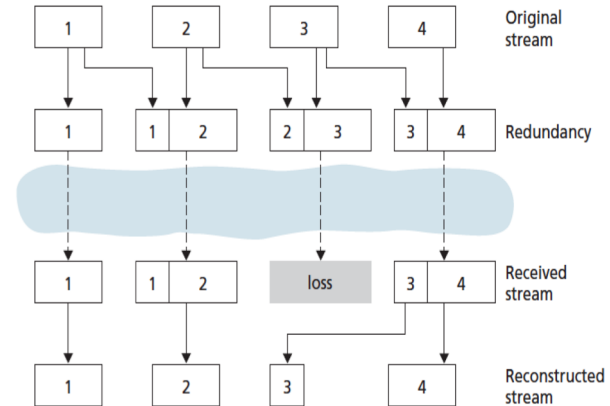 1 2 3 4 Original
stream
1 1 2 2 3 3 4 Redundancy
1 1 2 loss 3 4 Received
stream
1 2 3 4 Reconstructed
stream